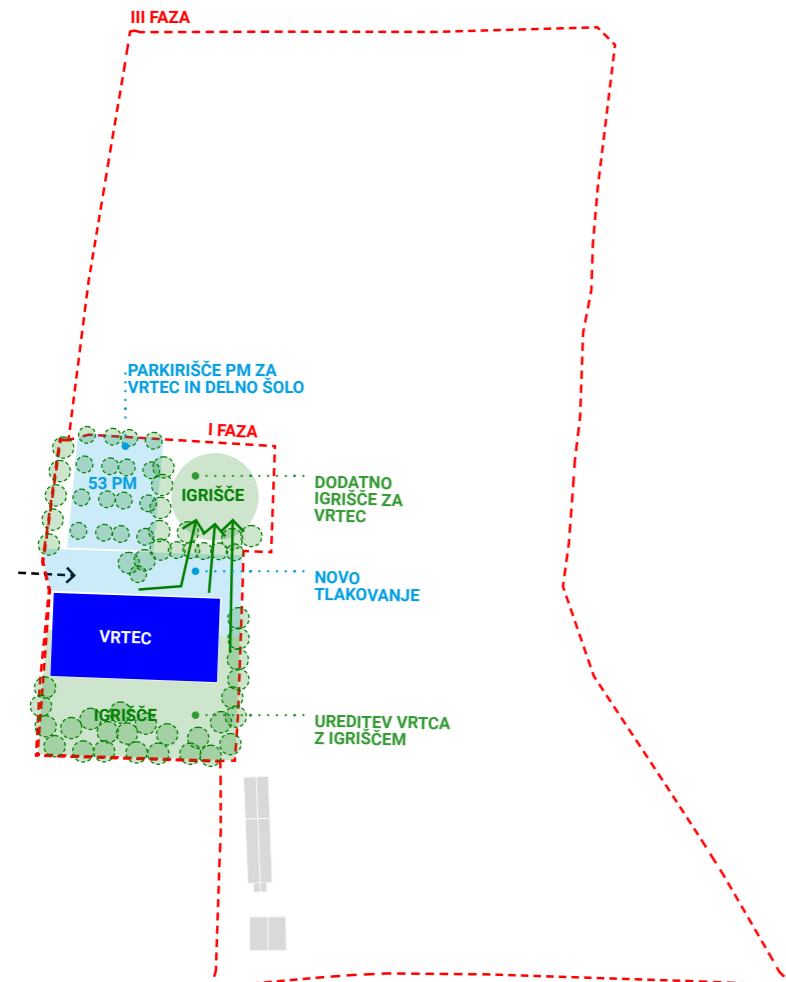 III FAZA
PARKIRIŠČE PM ZA
VRTEC IN DELNO ŠOLO
I FAZA
53 PM
IGRIŠČE
DODATNO
IGRIŠČE ZA
VRTEC
NOVO
TLAKOVANJE
VRTEC
IGRIŠČE
UREDITEV VRTCA
Z IGRIŠČEM